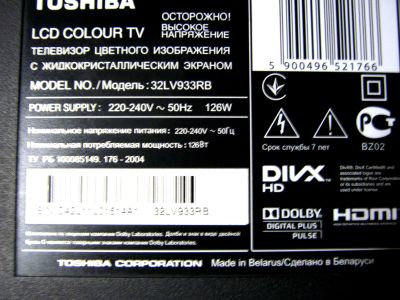 TOSHIBA
LCD COLOUR TV
ОСТОРОЖНО!
ВЫСОКОЕ
НАПРЯЖЕНИЕ
ТЕЛЕВИЗОР ЦВЕТНОГО ИЗОБРАЖЕНИЯ
С ЖИДКОКРИСТАЛЛИЧЕСКИМ ЭКРАНОМ
MODEL NO./Модель: 32LV933RB
POWER SUPPLY: 220-240V ~ 50Hz 126W
Номинальное напряжение питания: 220-240V ~ 50Гц
Номинальная потребляемая мощность: 126Вт
ТУ РБ 100085149. 176 - 2004
32LV933RB
5 900496 521766
Срок службы 7 лет
BZ02
DIVX
HD
DOLBY
DIGITAL PLUS
PULSE
HDMI
TOSHIBA CORPORATION
Made in Belarus/Сделано в Беларуси